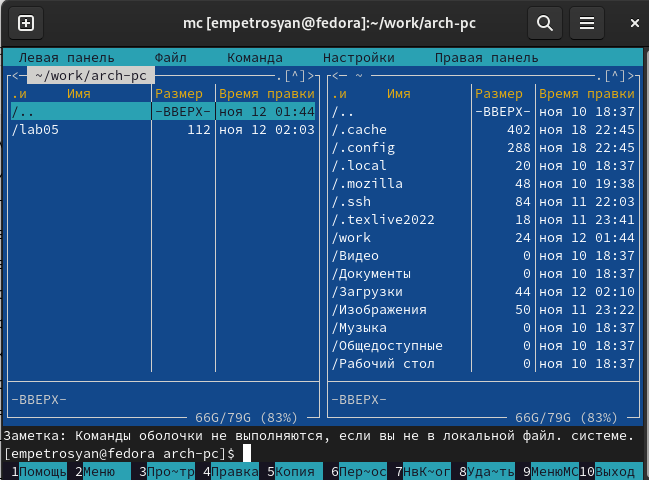 mc [empetrosyan@fedora]:~/work/arch-pc
Левая панель Файл Команда Настройки Правая панель
<─ ~/work/arch-pc .[^]> <─ ~ .[^]>
.и Имя Размер Время правки .и Имя Размер Время правки
/.. -ВВЕРХ- ноя 12 01:44 /.. -ВВЕРХ- ноя 10 18:37
/lab05 112 ноя 12 02:03 /.cache 402 ноя 18 22:45
/.config 288 ноя 18 22:45
/.local 20 ноя 10 18:37
/.mozilla 48 ноя 10 19:38
/.ssh 84 ноя 11 22:03
/.texlive2022 18 ноя 11 23:41
/work 24 ноя 12 01:44
/Видео 0 ноя 10 18:37
/Документы 0 ноя 10 18:37
/Загрузки 44 ноя 12 02:10
/Изображения 50 ноя 11 23:22
/Музыка 0 ноя 10 18:37
/Общедоступные 0 ноя 10 18:37
/Рабочий стол 0 ноя 10 18:37
-ВВЕРХ- -ВВЕРХ-
66G/79G (83%) 66G/79G (83%)
Заметка: Команды оболочки не выполняются, если вы не в локальной файл. системе.
[empetrosyan@fedora arch-pc]$
1Помощь 2Меню 3Про~тр 4Правка 5Копия 6Пер~ос 7НвК~ог 8Уда~ть 9МенюMC 10Выход